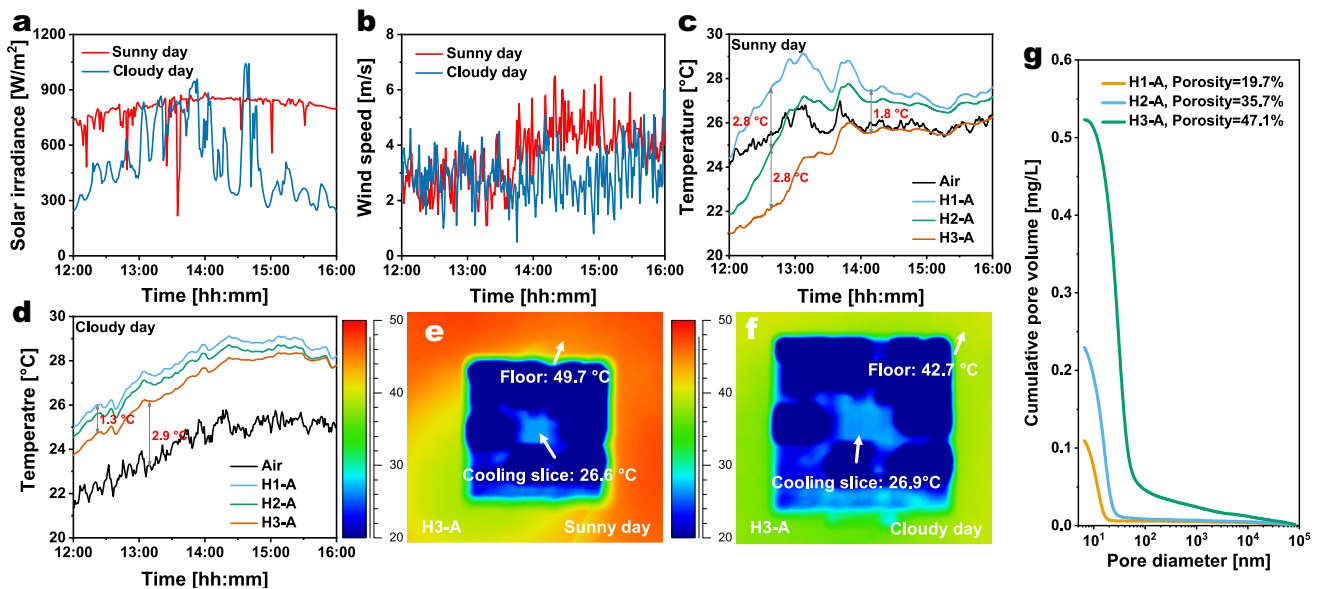 a
Solar irradiance [W/m²]
1200
900
600
300
0
Sunny day
Cloudy day
12:00
13:00
14:00
15:00
16:00
Time [hh:mm]
b
Wind speed [m/s]
8
6
4
2
0
Sunny day
Cloudy day
12:00
13:00
14:00
15:00
16:00
Time [hh:mm]
c
Temperature [°C]
30
28
26
24
22
20
Sunny day
2.8 °C
2.8 °C
1.8 °C
Air
H1-A
H2-A
H3-A
12:00
13:00
14:00
15:00
16:00
Time [hh:mm]
d
Temperatre [°C]
30
28
26
24
22
20
Cloudy day
1.3 °C
2.9 °C
Air
H1-A
H2-A
H3-A
12:00
13:00
14:00
15:00
16:00
Time [hh:mm]
50
40
30
20
e
Floor: 49.7 °C
Cooling slice: 26.6 °C
H3-A
Sunny day
50
40
30
20
f
Floor: 42.7 °C
Cooling slice: 26.9°C
H3-A
Cloudy day
g
Cumulative pore volume [mg/L]
0.6
0.5
0.4
0.3
0.2
0.1
0.0
H1-A, Porosity=19.7%
H2-A, Porosity=35.7%
H3-A, Porosity=47.1%
10¹
10²
10³
10⁴
10⁵
Pore diameter [nm]